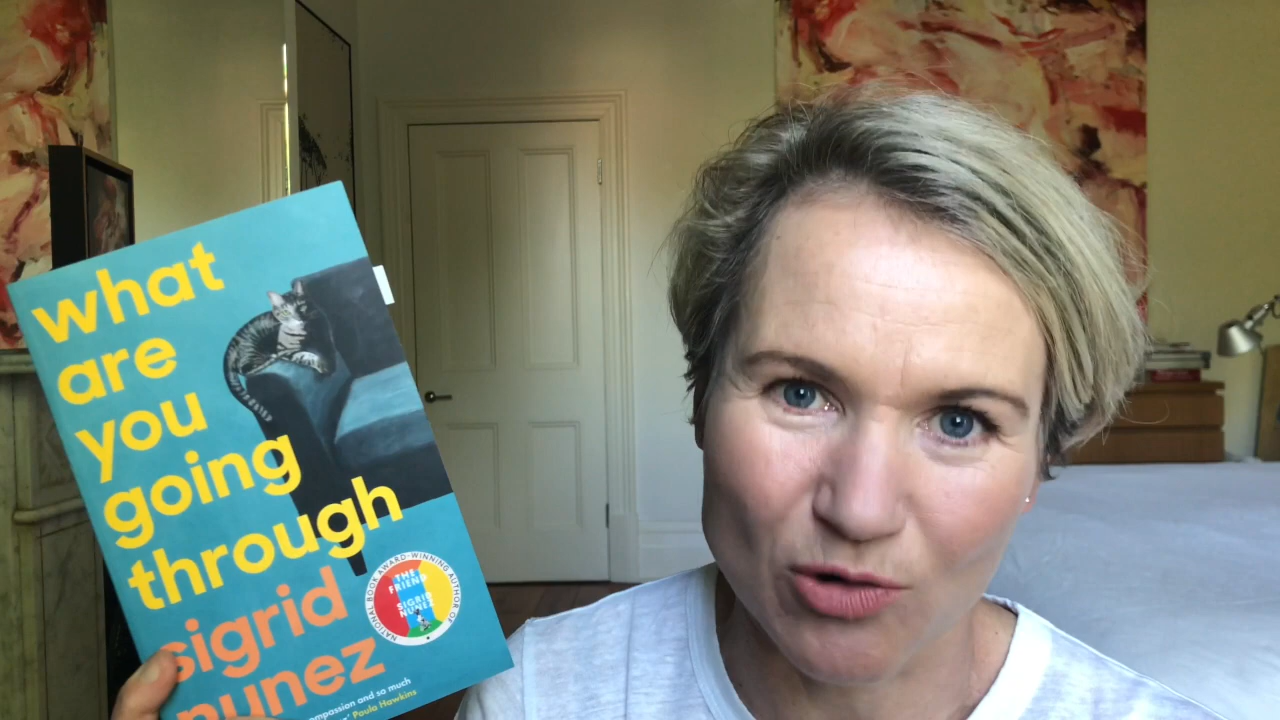 what
are
you
going
through
sigrid
nunez
NATIONAL BOOK AWARD-WINNING AUTHOR OF
THE
FRIEND
SIGRID
NUNEZ
compassion and so much
Paula Hawkins